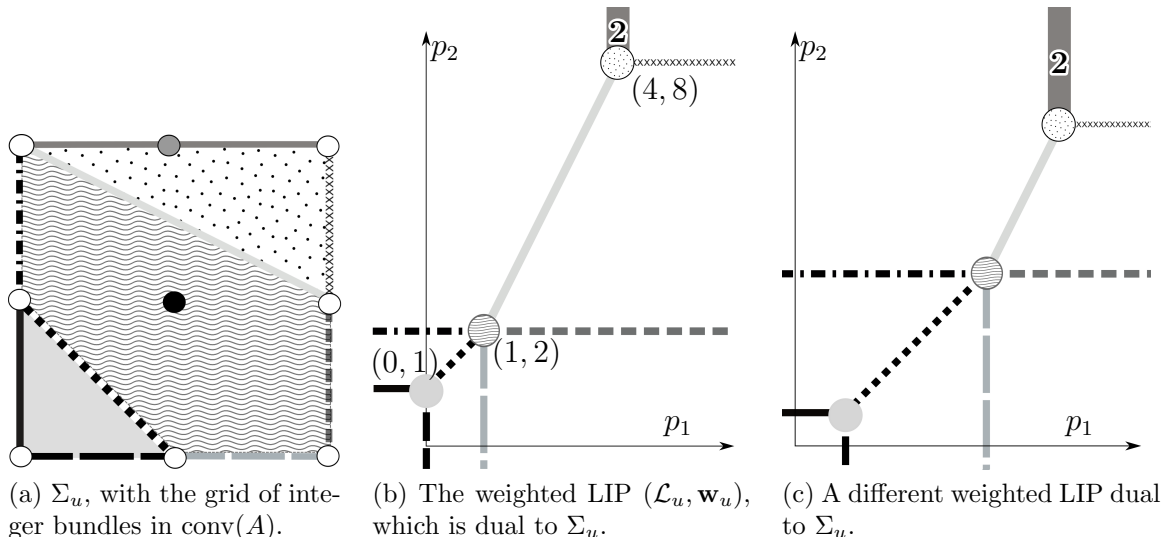 p₂
2
(4, 8)
(0, 1)
(1, 2)
p₁
p₂
2
p₁
(a) Σᵤ, with the grid of inte-
ger bundles in conv(A).
(b) The weighted LIP (𝓛ᵤ, 𝐰ᵤ),
which is dual to Σᵤ.
(c) A different weighted LIP dual
to Σᵤ.